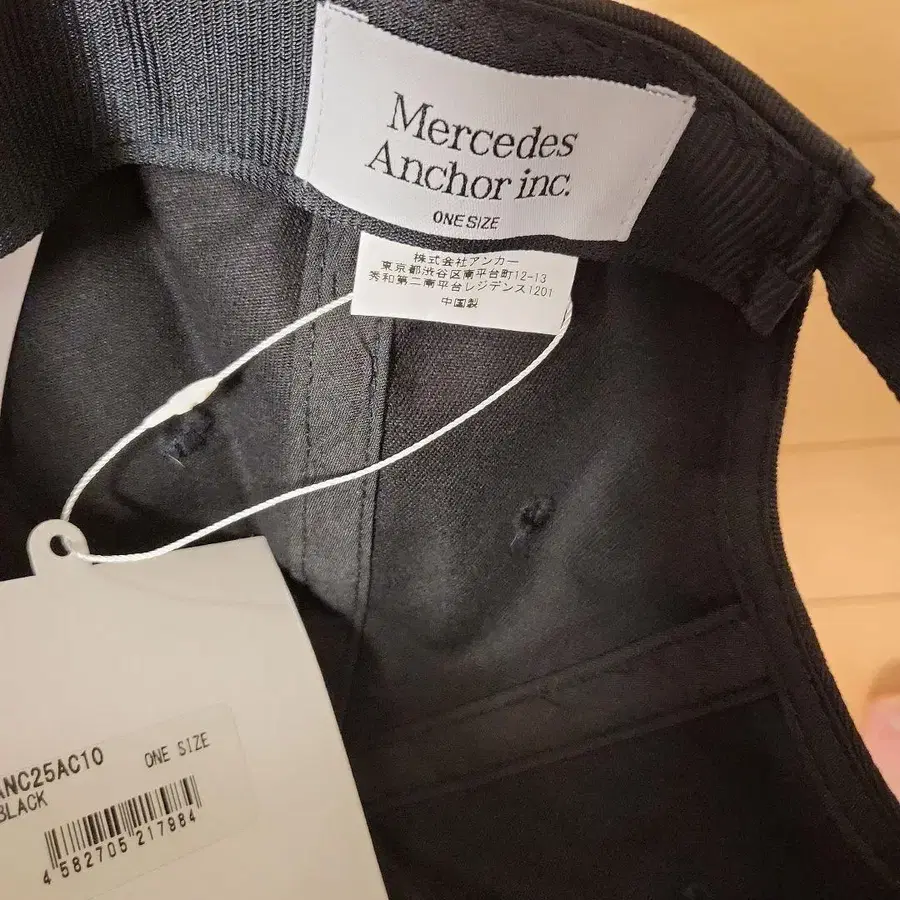 Mercedes
Anchor inc.
ONE SIZE
株式会社アンカー
東京都渋谷区南平台町12-13
秀和第二南平台レジデンス1201
中国製
ANC25AC10
ONE SIZE
BLACK
4 582705 217984